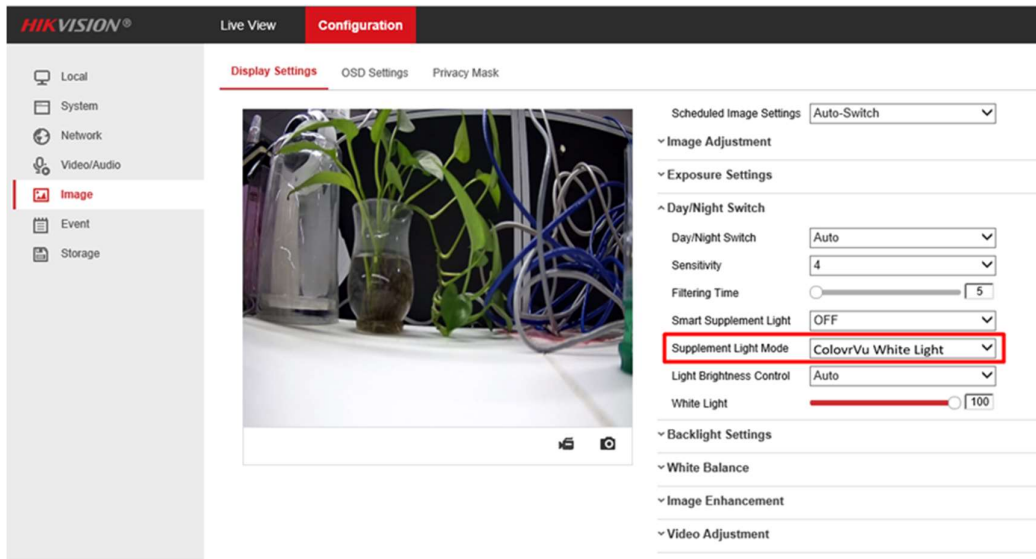 HIKVISION®
Live View
Configuration
Local
System
Network
Video/Audio
Image
Event
Storage
Display Settings
OSD Settings
Privacy Mask
Scheduled Image Settings Auto-Switch
Image Adjustment
Exposure Settings
Day/Night Switch
Day/Night Switch Auto
Sensitivity 4
Filtering Time 5
Smart Supplement Light OFF
Supplement Light Mode ColovrVu White Light
Light Brightness Control Auto
White Light 100
Backlight Settings
White Balance
Image Enhancement
Video Adjustment